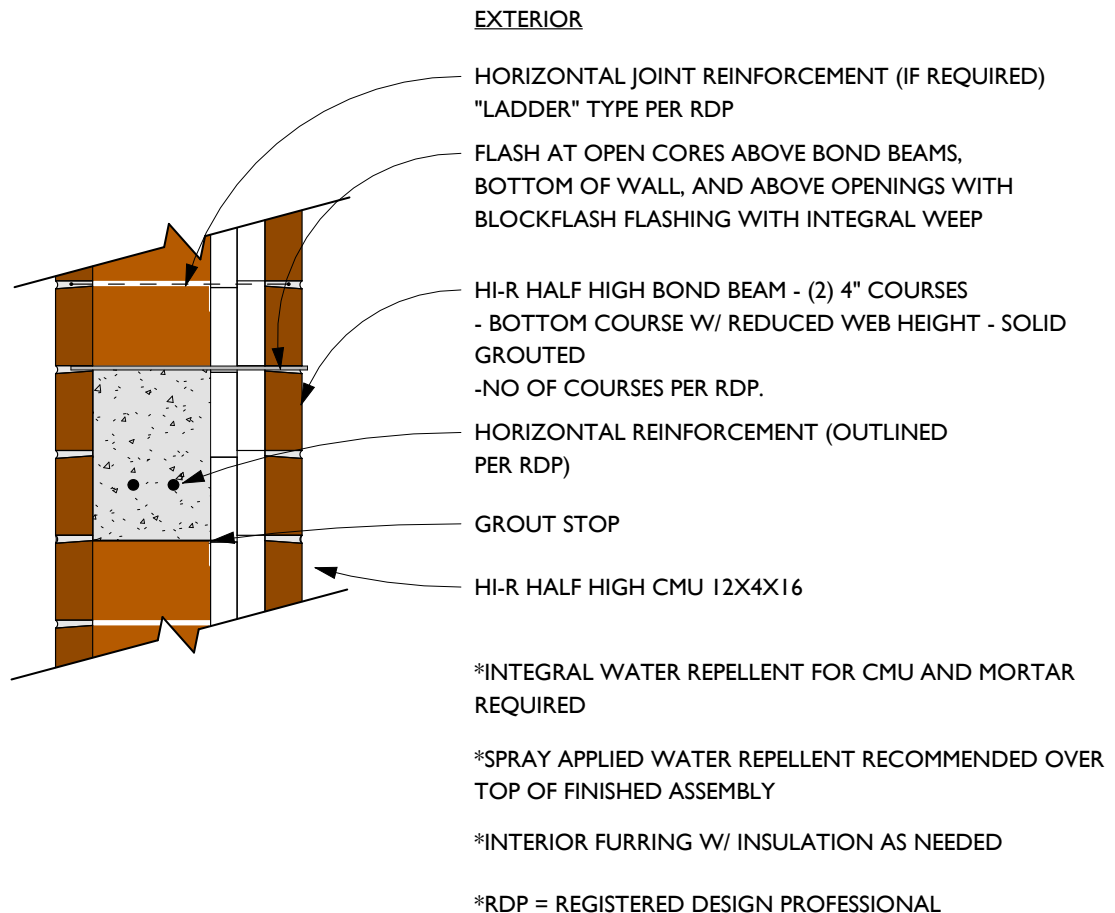 EXTERIOR
HORIZONTAL JOINT REINFORCEMENT (IF REQUIRED)
"LADDER" TYPE PER RDP
FLASH AT OPEN CORES ABOVE BOND BEAMS,
BOTTOM OF WALL, AND ABOVE OPENINGS WITH
BLOCKFLASH FLASHING WITH INTEGRAL WEEP
HI-R HALF HIGH BOND BEAM - (2) 4" COURSES
- BOTTOM COURSE W/ REDUCED WEB HEIGHT - SOLID
GROUTED
-NO OF COURSES PER RDP.
HORIZONTAL REINFORCEMENT (OUTLINED
PER RDP)
GROUT STOP
HI-R HALF HIGH CMU 12X4X16
*INTEGRAL WATER REPELLENT FOR CMU AND MORTAR
REQUIRED
*SPRAY APPLIED WATER REPELLENT RECOMMENDED OVER
TOP OF FINISHED ASSEMBLY
*INTERIOR FURRING W/ INSULATION AS NEEDED
*RDP = REGISTERED DESIGN PROFESSIONAL